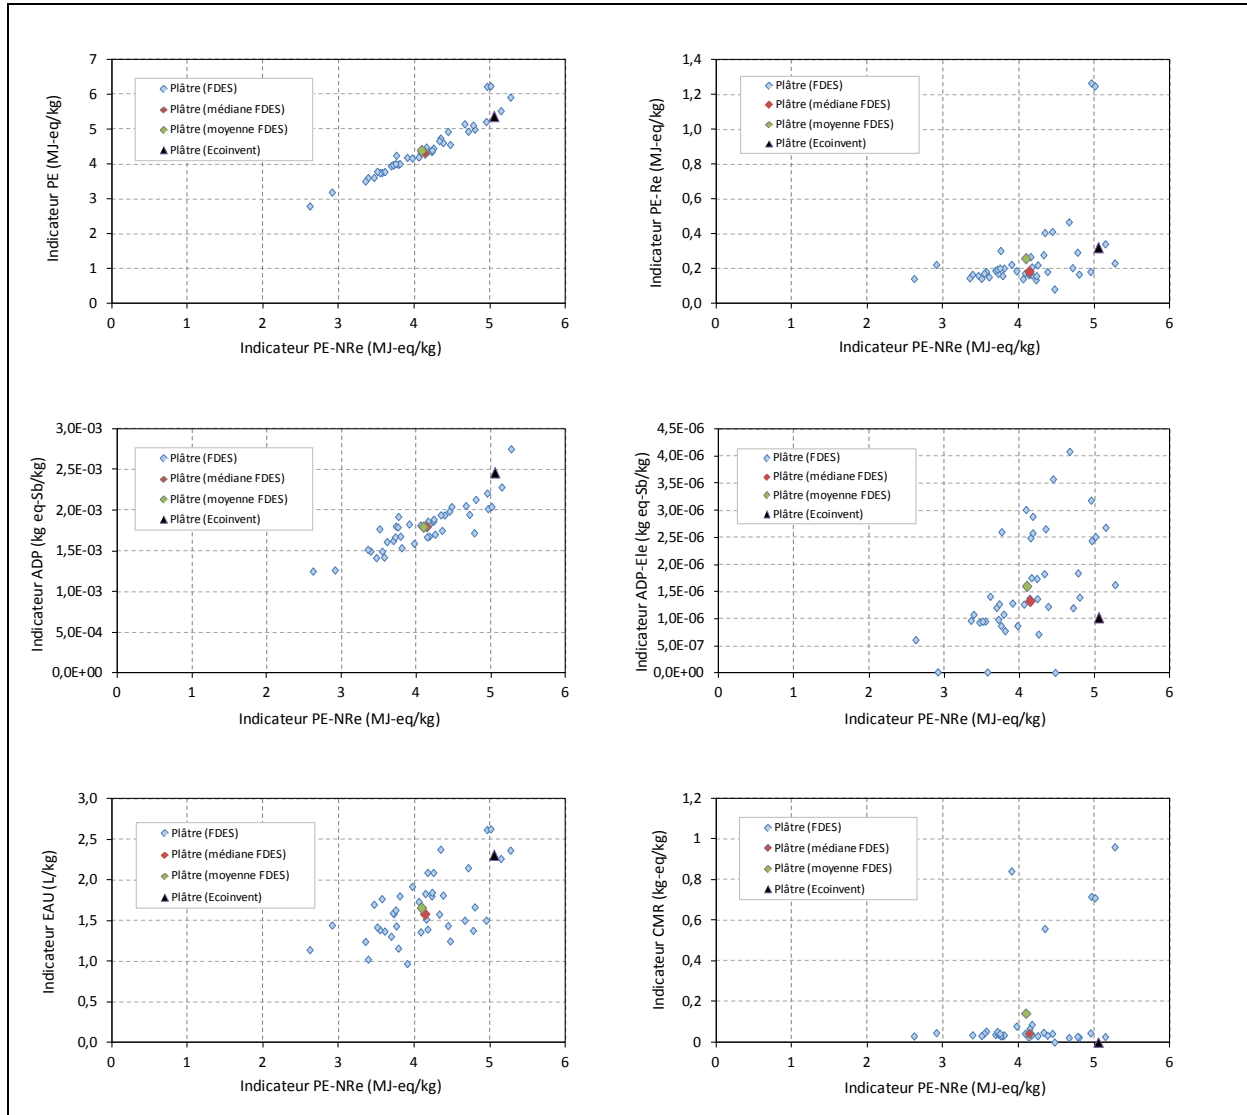 7
6
5
4
3
2
1
0
Indicateur PE (MJ-eq/kg)
Plâtre (FDES)
Plâtre (médiane FDES)
Plâtre (moyenne FDES)
Plâtre (Ecoinvent)
0 1 2 3 4 5 6
Indicateur PE-NRe (MJ-eq/kg)
1,4
1,2
1,0
0,8
0,6
0,4
0,2
0,0
Indicateur PE-Re (MJ-eq/kg)
Plâtre (FDES)
Plâtre (médiane FDES)
Plâtre (moyenne FDES)
Plâtre (Ecoinvent)
0 1 2 3 4 5 6
Indicateur PE-NRe (MJ-eq/kg)
3,0E-03
2,5E-03
2,0E-03
1,5E-03
1,0E-03
5,0E-04
0,0E+00
Indicateur ADP (kg eq-Sb/kg)
Plâtre (FDES)
Plâtre (médiane FDES)
Plâtre (moyenne FDES)
Plâtre (Ecoinvent)
0 1 2 3 4 5 6
Indicateur PE-NRe (MJ-eq/kg)
4,5E-06
4,0E-06
3,5E-06
3,0E-06
2,5E-06
2,0E-06
1,5E-06
1,0E-06
5,0E-07
0,0E+00
Indicateur ADP-Ele (kg eq-Sb/kg)
Plâtre (FDES)
Plâtre (médiane FDES)
Plâtre (moyenne FDES)
Plâtre (Ecoinvent)
0 1 2 3 4 5 6
Indicateur PE-NRe (MJ-eq/kg)
3,0
2,5
2,0
1,5
1,0
0,5
0,0
Indicateur EAU (L/kg)
Plâtre (FDES)
Plâtre (médiane FDES)
Plâtre (moyenne FDES)
Plâtre (Ecoinvent)
0 1 2 3 4 5 6
Indicateur PE-NRe (MJ-eq/kg)
1,2
1
0,8
0,6
0,4
0,2
0
Indicateur CMR (kg-eq/kg)
Plâtre (FDES)
Plâtre (médiane FDES)
Plâtre (moyenne FDES)
Plâtre (Ecoinvent)
0 1 2 3 4 5 6
Indicateur PE-NRe (MJ-eq/kg)